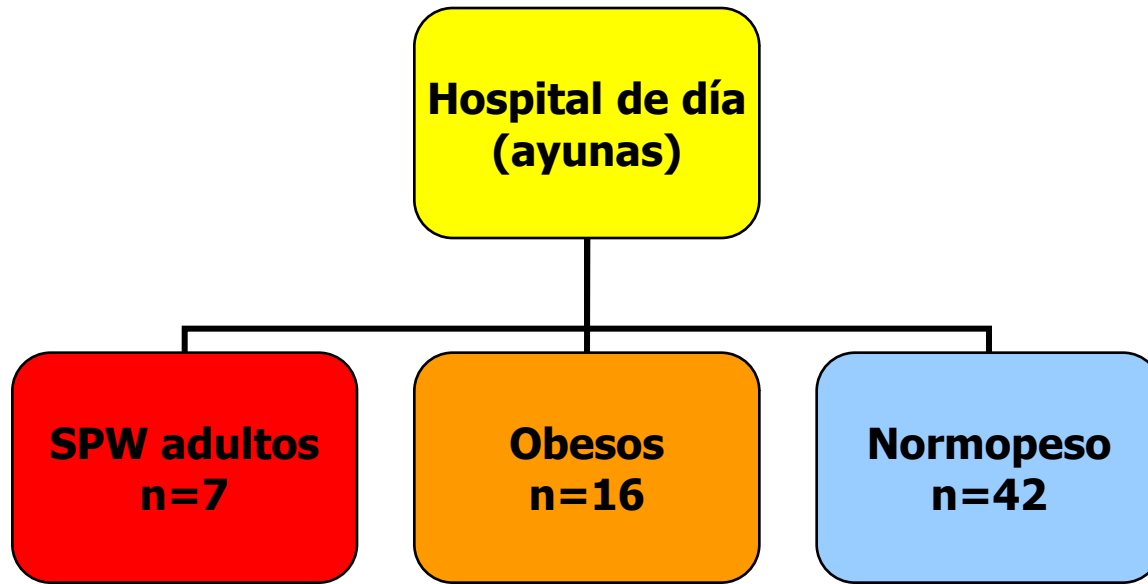 Hospital de día
(ayunas)
SPW adultos
n=7
Obesos
n=16
Normopeso
n=42